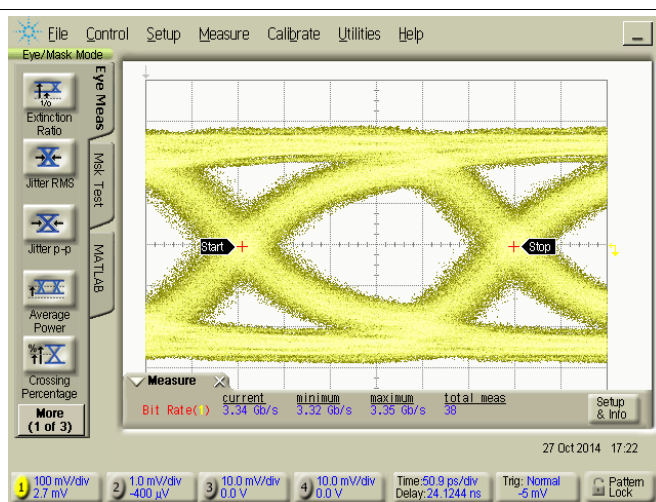 File Control Setup Measure Calibrate Utilities Help
Eye/Mask Mode
Eye Meas
Msk Test
MATLAB
1/0
Extinction
Ratio
Jitter RMS
Jitter p-p
Average
Power
%
Crossing
Percentage
More
(1 of 3)
Start
Stop
Measure
current minimum maximum total meas
Bit Rate(1) 3.34 Gb/s 3.32 Gb/s 3.35 Gb/s 38
Setup
& Info
27 Oct 2014 17:22
1 100 mV/div
2.7 mV
2 1.0 mV/div
-400 µV
3 10.0 mV/div
0.0 V
4 10.0 mV/div
0.0 V
Time:50.9 ps/div
Delay:24.1244 ns
Trig: Normal
-5 mV
Pattern
Lock